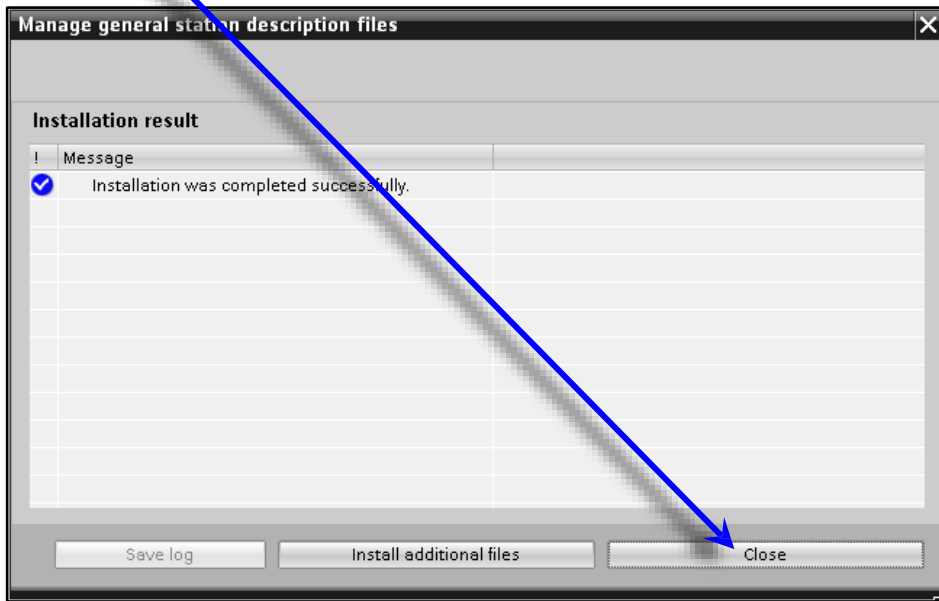 Manage general station description files
Installation result
! Message
Installation was completed successfully.
Save log
Install additional files
Close